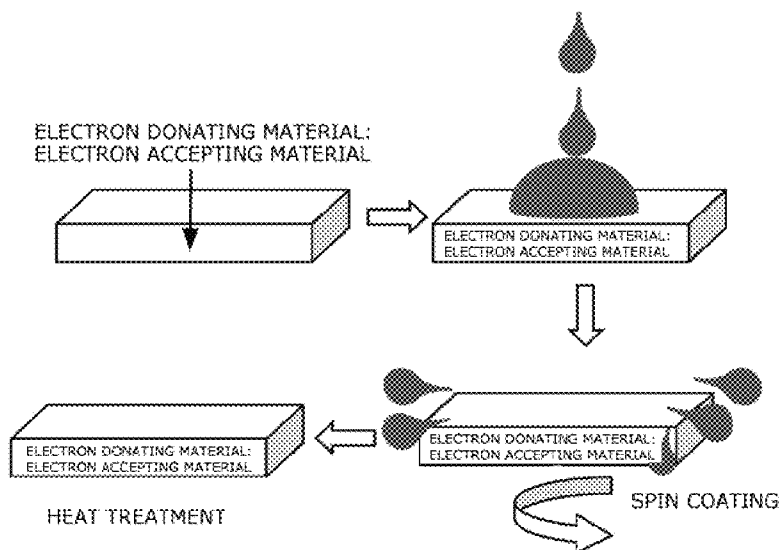 ELECTRON DONATING MATERIAL:
ELECTRON ACCEPTING MATERIAL
ELECTRON DONATING MATERIAL:
ELECTRON ACCEPTING MATERIAL
ELECTRON DONATING MATERIAL:
ELECTRON ACCEPTING MATERIAL
SPIN COATING
ELECTRON DONATING MATERIAL:
ELECTRON ACCEPTING MATERIAL
HEAT TREATMENT